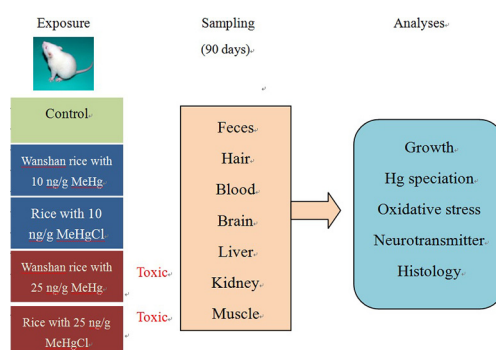 Exposure
Sampling
(90 days)
Analyses
Control
Wanshan rice with
10 ng/g MeHg
Rice with 10
ng/g MeHgCl
Wanshan rice with
25 ng/g MeHg
Toxic
Rice with 25 ng/g
MeHgCl
Toxic
Feces
Hair
Blood
Brain
Liver
Kidney
Muscle
Growth
Hg speciation
Oxidative stress
Neurotransmitter
Histology